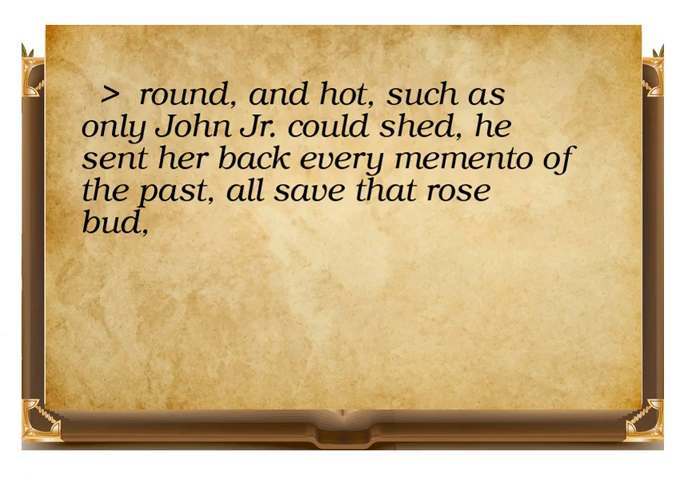 > round, and hot, such as
only John Jr. could shed, he
sent her back every memento of
the past, all save that rose
bud,